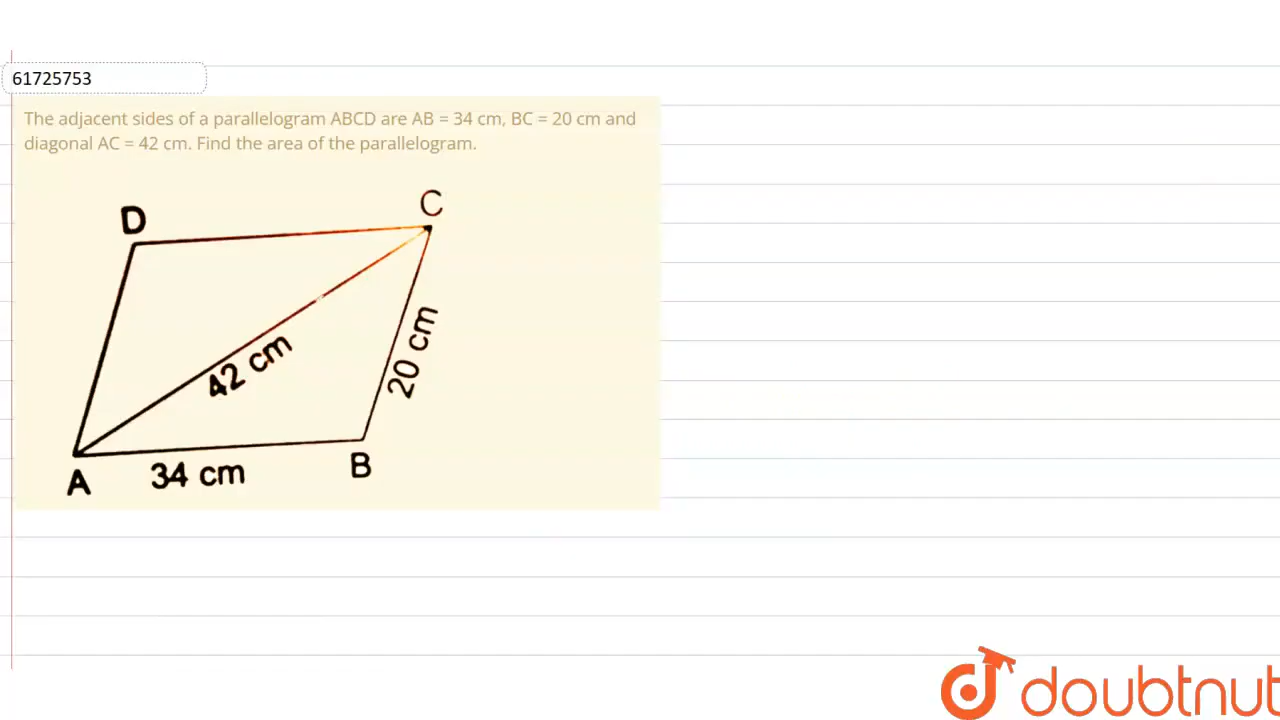 61725753
The adjacent sides of a parallelogram ABCD are AB = 34 cm, BC = 20 cm and
diagonal AC = 42 cm. Find the area of the parallelogram.
D
C
42 cm
20 cm
A
34 cm
B
doubtnut